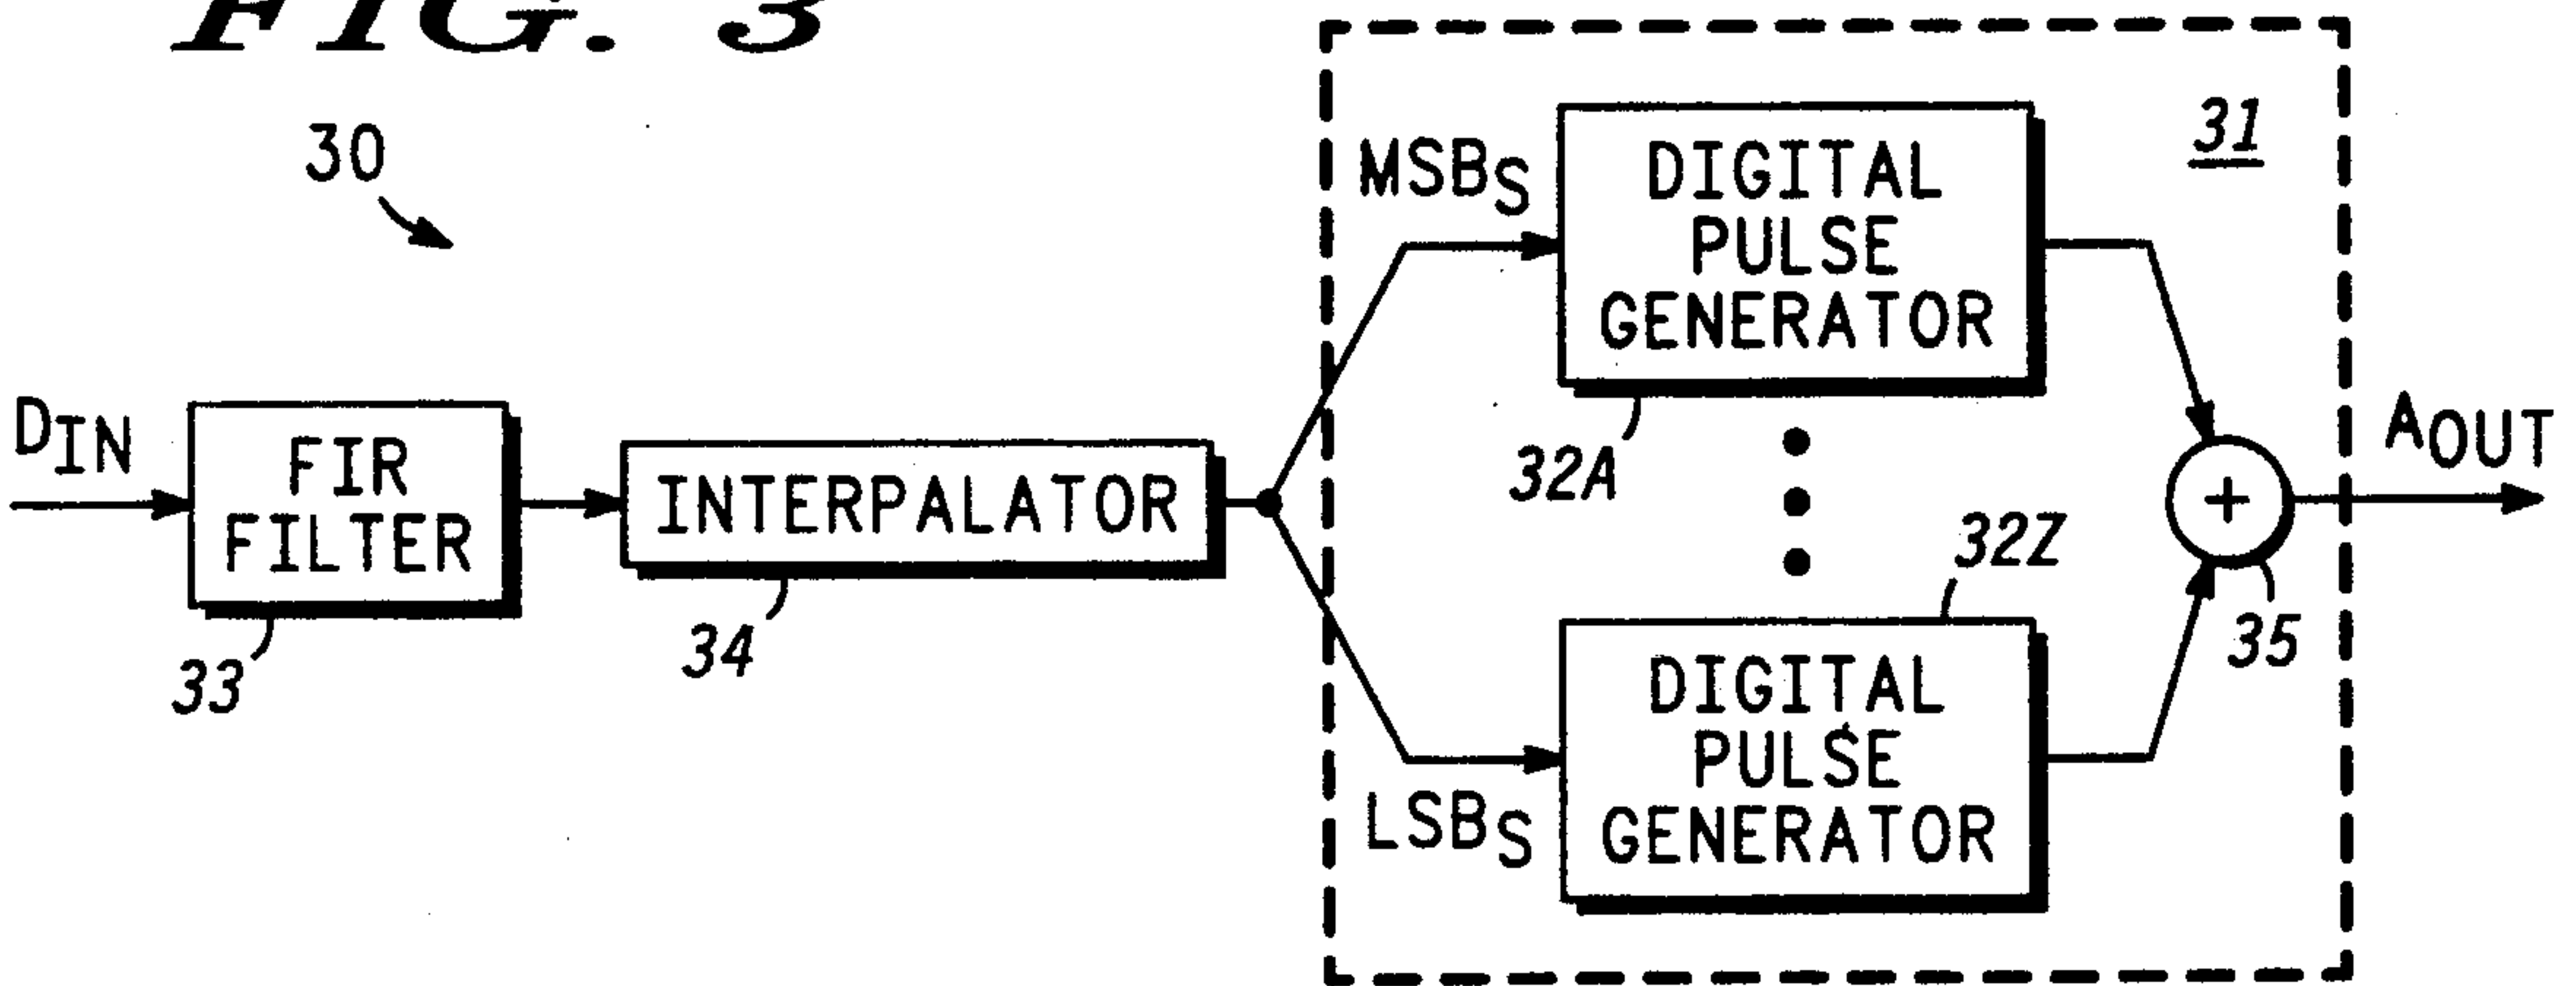 FIG. 3
30
31
MSBS
DIGITAL
PULSE
GENERATOR
32A
DIN
FIR
FILTER
33
INTERPALATOR
34
AOUT
35
32Z
LSBS
DIGITAL
PULSE
GENERATOR